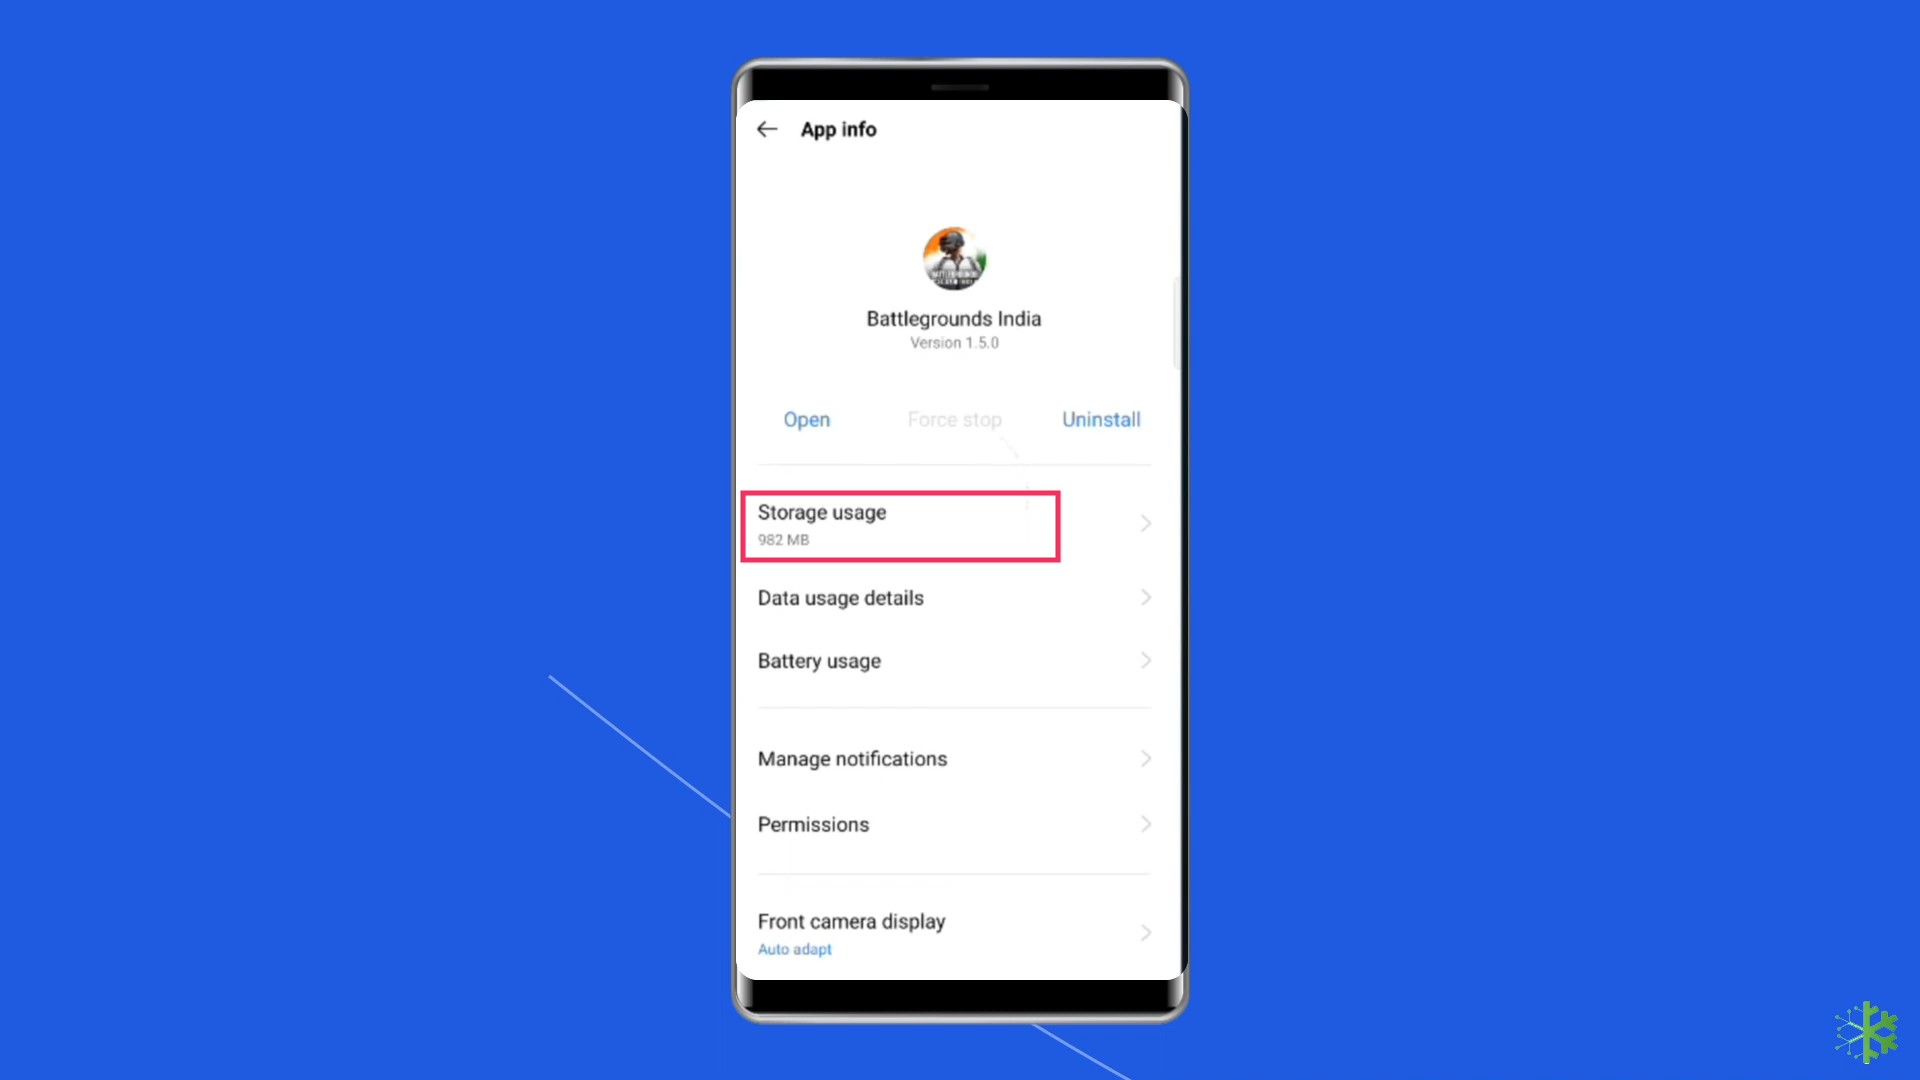 App info
Battlegrounds India
Version 1.5.0
Open
Force stop
Uninstall
Storage usage
982 MB
Data usage details
Battery usage
Manage notifications
Permissions
Front camera display
Auto adapt